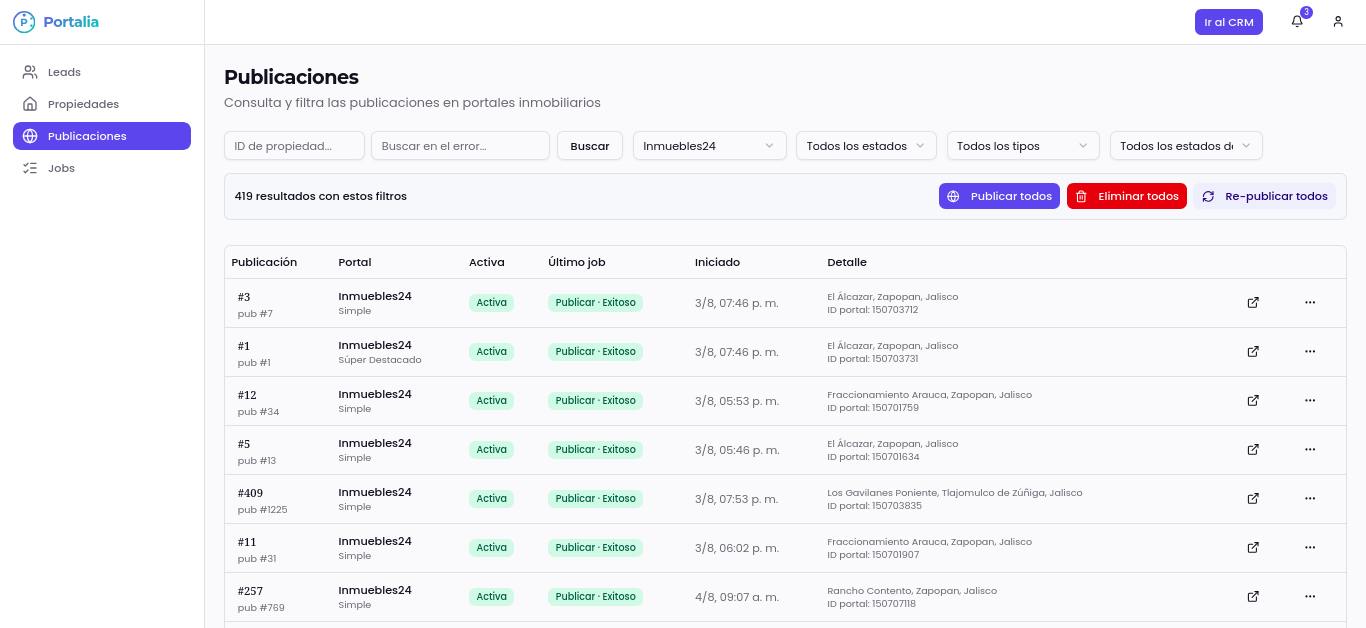 Portalia
Ir al CRM
3
Leads
Propiedades
Publicaciones
Jobs
Publicaciones
Consulta y filtra las publicaciones en portales inmobiliarios
ID de propiedad...
Buscar en el error...
Buscar
Inmuebles24
Todos los estados
Todos los tipos
Todos los estados de
419 resultados con estos filtros
Publicar todos
Eliminar todos
Re-publicar todos
Publicación Portal Activa Último job Iniciado Detalle
#3 Inmuebles24 Activa Publicar · Exitoso 3/8, 07:46 p. m. El Álcazar, Zapopan, Jalisco
pub #7 Simple ID portal: 150703712
#1 Inmuebles24 Activa Publicar · Exitoso 3/8, 07:46 p. m. El Álcazar, Zapopan, Jalisco
pub #1 Súper Destacado ID portal: 150703731
#12 Inmuebles24 Activa Publicar · Exitoso 3/8, 05:53 p. m. Fraccionamiento Arauca, Zapopan, Jalisco
pub #34 Simple ID portal: 150701759
#5 Inmuebles24 Activa Publicar · Exitoso 3/8, 05:46 p. m. El Álcazar, Zapopan, Jalisco
pub #13 Simple ID portal: 150701634
#409 Inmuebles24 Activa Publicar · Exitoso 3/8, 07:53 p. m. Los Gavilanes Poniente, Tlajomulco de Zúñiga, Jalisco
pub #1225 Simple ID portal: 150703835
#11 Inmuebles24 Activa Publicar · Exitoso 3/8, 06:02 p. m. Fraccionamiento Arauca, Zapopan, Jalisco
pub #31 Simple ID portal: 150701907
#257 Inmuebles24 Activa Publicar · Exitoso 4/8, 09:07 a. m. Rancho Contento, Zapopan, Jalisco
pub #769 Simple ID portal: 150707118